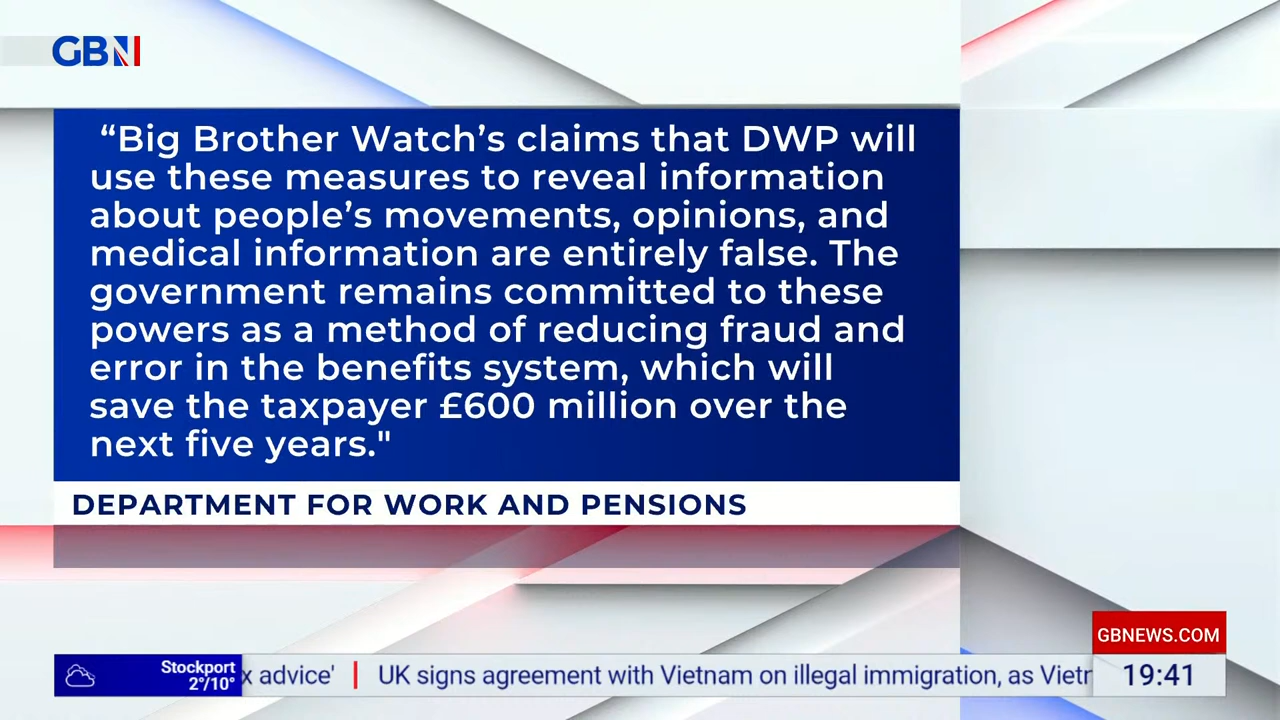 GBN
“Big Brother Watch’s claims that DWP will
use these measures to reveal information
about people’s movements, opinions, and
medical information are entirely false. The
government remains committed to these
powers as a method of reducing fraud and
error in the benefits system, which will
save the taxpayer £600 million over the
next five years."
DEPARTMENT FOR WORK AND PENSIONS
GBNEWS.COM
Stockport
2°/10°
x advice' | UK signs agreement with Vietnam on illegal immigration, as Vietn
19:41